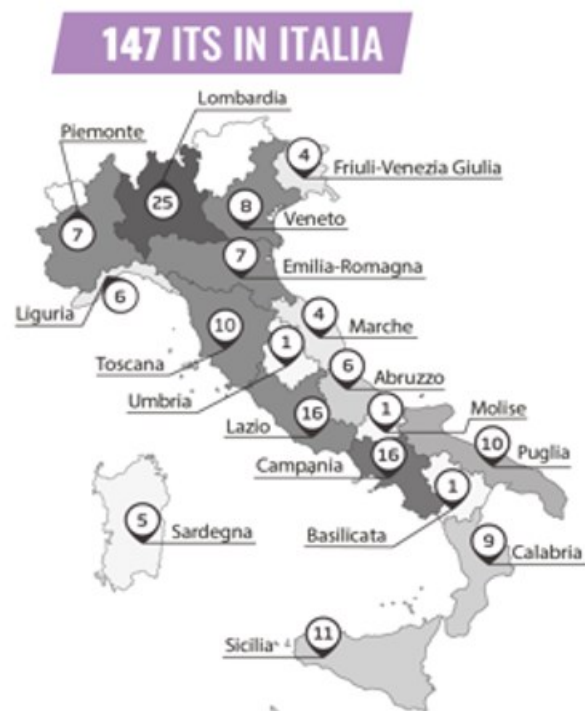 147 ITS IN ITALIA
Lombardia
25
Piemonte
7
4
Friuli-Venezia Giulia
8
Veneto
7
Emilia-Romagna
6
Liguria
10
Toscana
4
Marche
1
Umbria
6
Abruzzo
16
Lazio
1
Molise
16
Campania
10
Puglia
1
Basilicata
5
Sardegna
9
Calabria
11
Sicilia